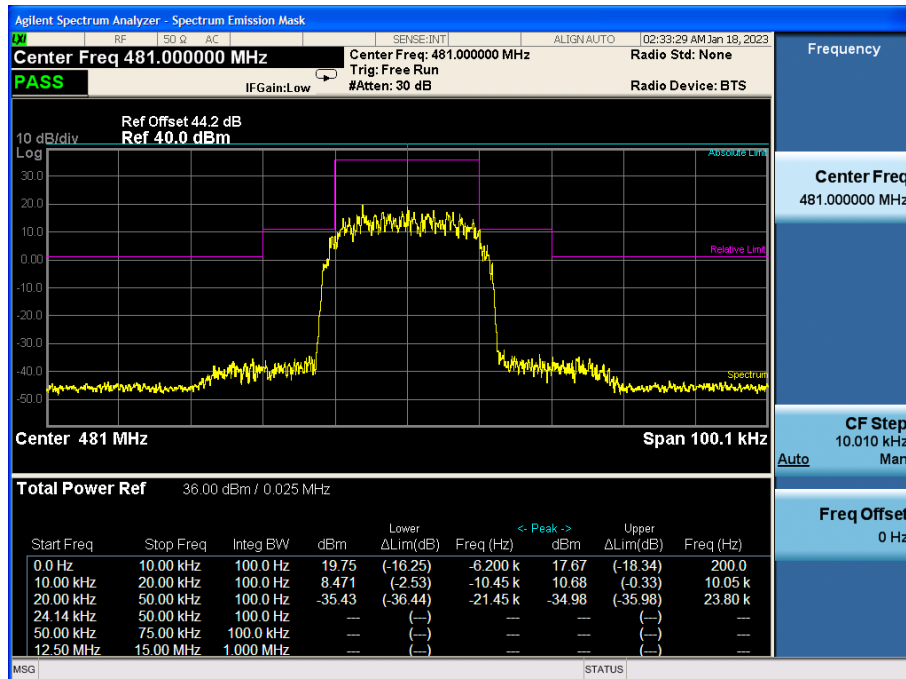 Agilent Spectrum Analyzer - Spectrum Emission Mask
LXI RF 50 Ω AC SENSE:INT ALIGN AUTO 02:33:29 AM Jan 18, 2023
Center Freq 481.000000 MHz Center Freq: 481.000000 MHz Radio Std: None
Trig: Free Run
PASS IFGain:Low #Atten: 30 dB Radio Device: BTS
Ref Offset 44.2 dB
10 dB/div Ref 40.0 dBm
Log
Absolute Limit
30.0
20.0
10.0
Relative Limit
0.00
-10.0
-20.0
-30.0
-40.0
Spectrum
-50.0
Center 481 MHz Span 100.1 kHz
Total Power Ref 36.00 dBm / 0.025 MHz
Lower <- Peak -> Upper
Start Freq Stop Freq Integ BW dBm ΔLim(dB) Freq (Hz) dBm ΔLim(dB) Freq (Hz)
0.0 Hz 10.00 kHz 100.0 Hz 19.75 (-16.25) -6.200 k 17.67 (-18.34) 200.0
10.00 kHz 20.00 kHz 100.0 Hz 8.471 (-2.53) -10.45 k 10.68 (-0.33) 10.05 k
20.00 kHz 50.00 kHz 100.0 Hz -35.43 (-36.44) -21.45 k -34.98 (-35.98) 23.80 k
24.14 kHz 50.00 kHz 100.0 Hz --- (---) --- --- (---) ---
50.00 kHz 75.00 kHz 100.0 kHz --- (---) --- --- (---) ---
12.50 MHz 15.00 MHz 1.000 MHz --- (---) --- --- (---) ---
MSG STATUS
Frequency
Center Freq
481.000000 MHz
CF Step
10.010 kHz
Auto Man
Freq Offset
0 Hz